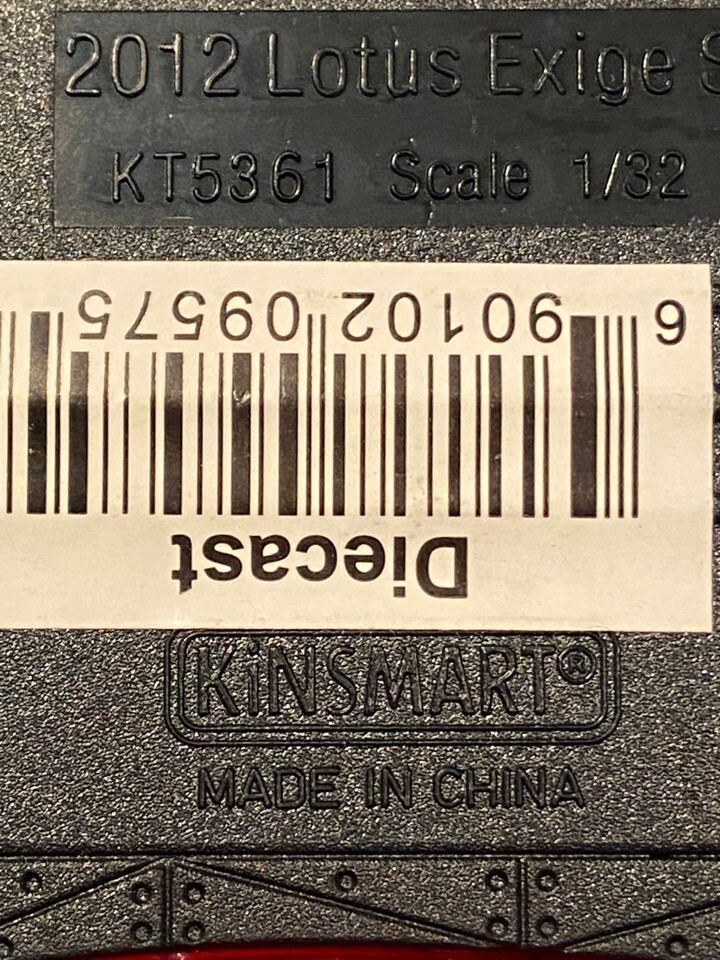 2012 Lotus Exige S
KT5361 Scale 1/32
6 90102 09575
Diecast
KiNSMART®
MADE IN CHINA